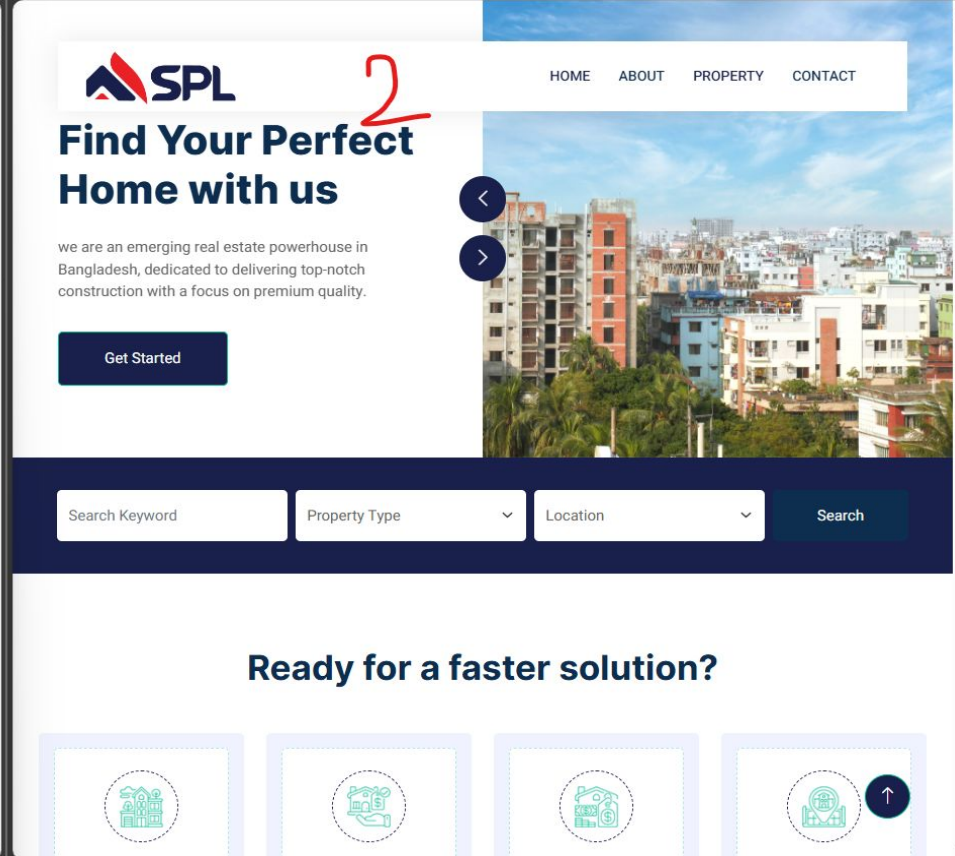 SPL
2
HOME ABOUT PROPERTY CONTACT
Find Your Perfect
Home with us
we are an emerging real estate powerhouse in
Bangladesh, dedicated to delivering top-notch
construction with a focus on premium quality.
Get Started
Search Keyword Property Type Location Search
Ready for a faster solution?